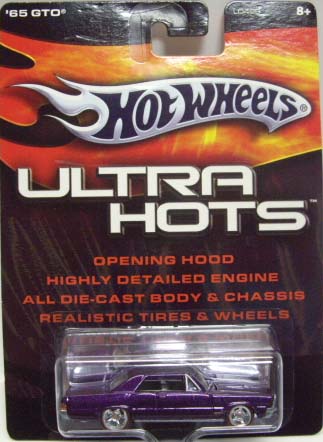 '65 GTO®
8+
HOT WHEELS®
ULTRA
HOTS™
OPENING HOOD
HIGHLY DETAILED ENGINE
ALL DIE-CAST BODY & CHASSIS
REALISTIC TIRES & WHEELS